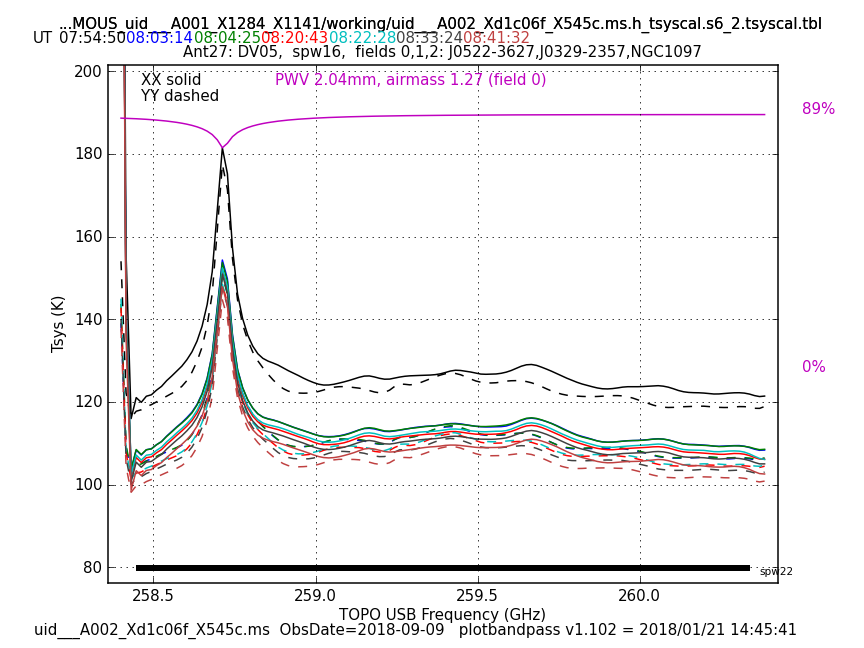 ...MOUS_uid___A001_X1284_X1141/working/uid___A002_Xd1c06f_X545c.ms.h_tsyscal.s6_2.tsyscal.tbl
UT 07:54:50 08:03:14 08:04:25 08:20:43 08:22:28 08:33:24 08:41:32
Ant27: DV05, spw16, fields 0,1,2: J0522-3627,J0329-2357,NGC1097
XX solid
YY dashed
PWV 2.04mm, airmass 1.27 (field 0)
89%
0%
200
180
160
140
120
100
80
Tsys (K)
spw22
258.5 259.0 259.5 260.0
TOPO USB Frequency (GHz)
uid___A002_Xd1c06f_X545c.ms ObsDate=2018-09-09 plotbandpass v1.102 = 2018/01/21 14:45:41